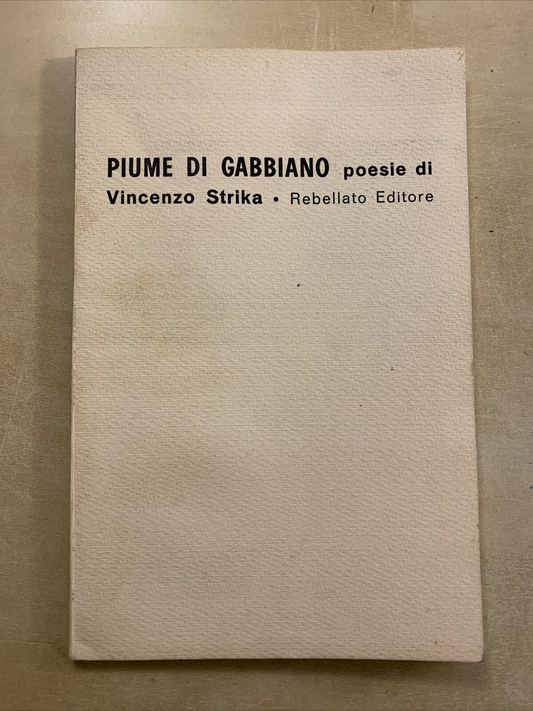 PIUME DI GABBIANO poesie di
Vincenzo Strika • Rebellato Editore